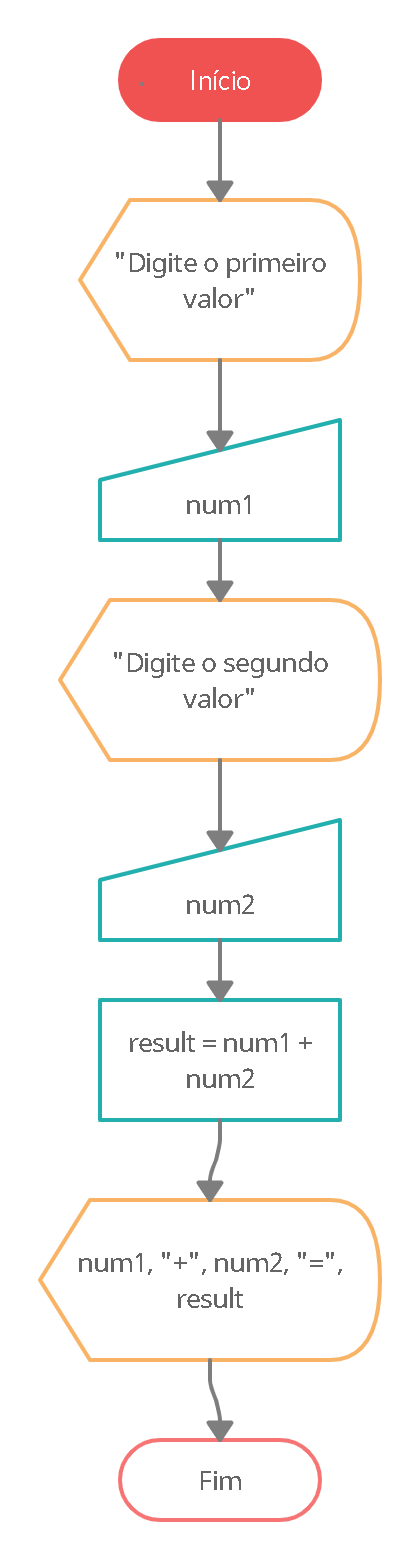 Início
"Digite o primeiro
valor"
num1
"Digite o segundo
valor"
num2
result = num1 +
num2
num1, "+", num2, "=",
result
Fim